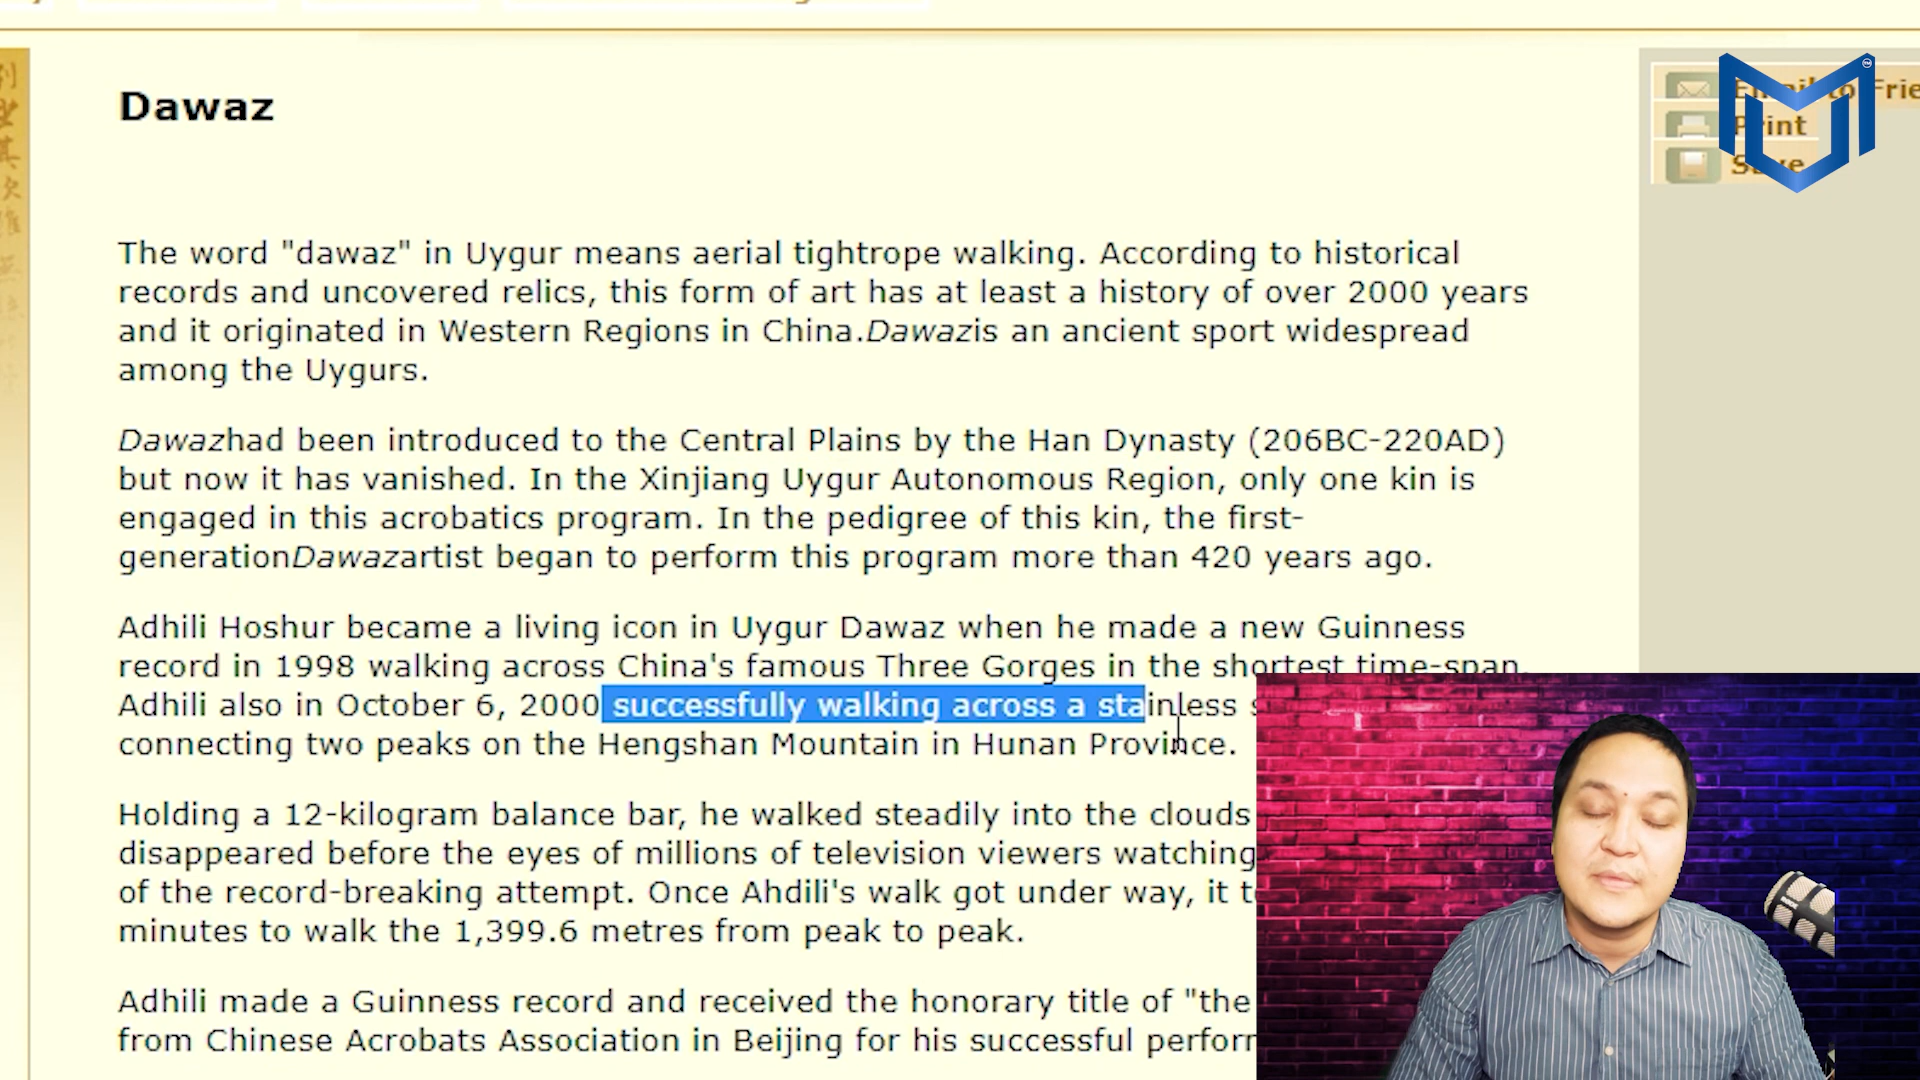 Dawaz
Print
The word "dawaz" in Uygur means aerial tightrope walking. According to historical
records and uncovered relics, this form of art has at least a history of over 2000 years
and it originated in Western Regions in China.Dawazis an ancient sport widespread
among the Uygurs.
Dawazhad been introduced to the Central Plains by the Han Dynasty (206BC-220AD)
but now it has vanished. In the Xinjiang Uygur Autonomous Region, only one kin is
engaged in this acrobatics program. In the pedigree of this kin, the first-
generationDawazartist began to perform this program more than 420 years ago.
Adhili Hoshur became a living icon in Uygur Dawaz when he made a new Guinness
record in 1998 walking across China's famous Three Gorges in the shortest time-span.
Adhili also in October 6, 2000 successfully walking across a stainless
connecting two peaks on the Hengshan Mountain in Hunan Province.
Holding a 12-kilogram balance bar, he walked steadily into the clouds
disappeared before the eyes of millions of television viewers watching
of the record-breaking attempt. Once Ahdili's walk got under way, it
minutes to walk the 1,399.6 metres from peak to peak.
Adhili made a Guinness record and received the honorary title of "the
from Chinese Acrobats Association in Beijing for his successful